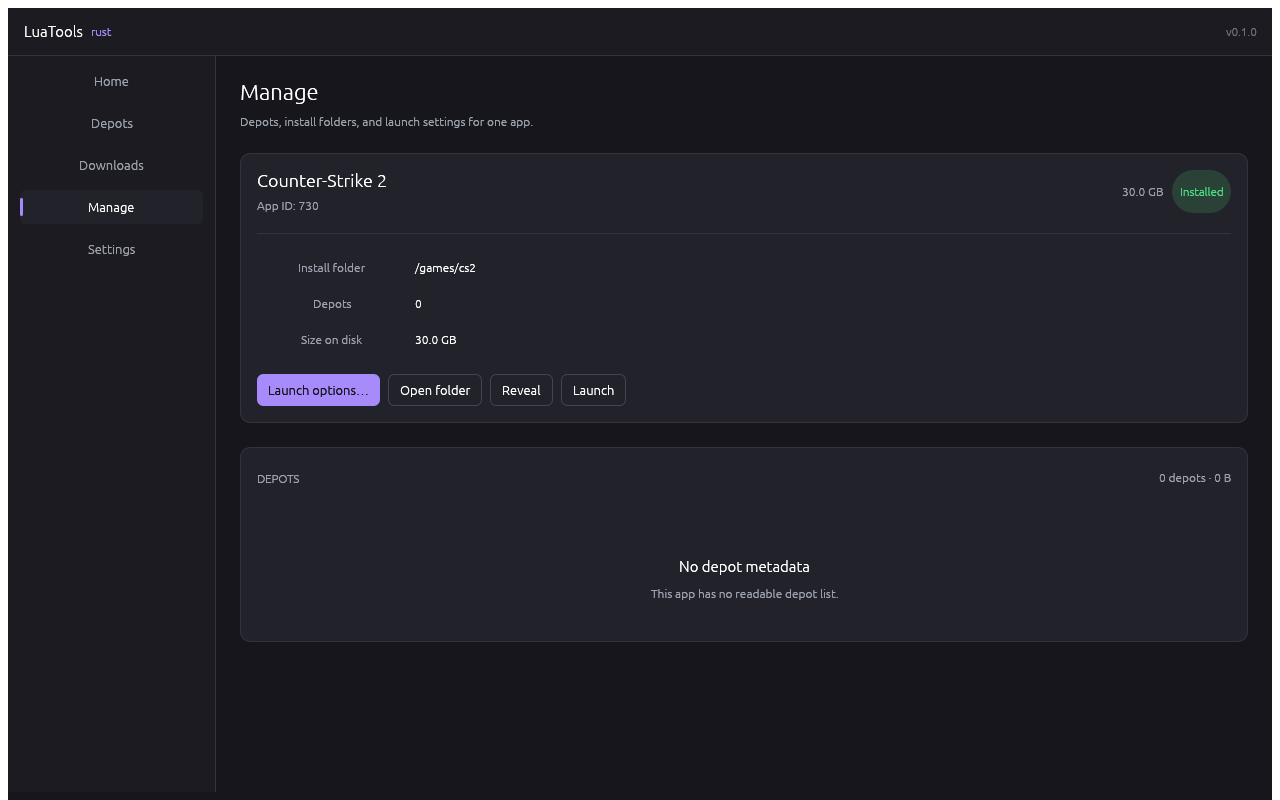 LuaTools rust
v0.1.0
Home
Depots
Downloads
Manage
Settings
Manage
Depots, install folders, and launch settings for one app.
Counter-Strike 2
App ID: 730
30.0 GB
Installed
Install folder /games/cs2
Depots 0
Size on disk 30.0 GB
Launch options… Open folder Reveal Launch
DEPOTS
0 depots · 0 B
No depot metadata
This app has no readable depot list.